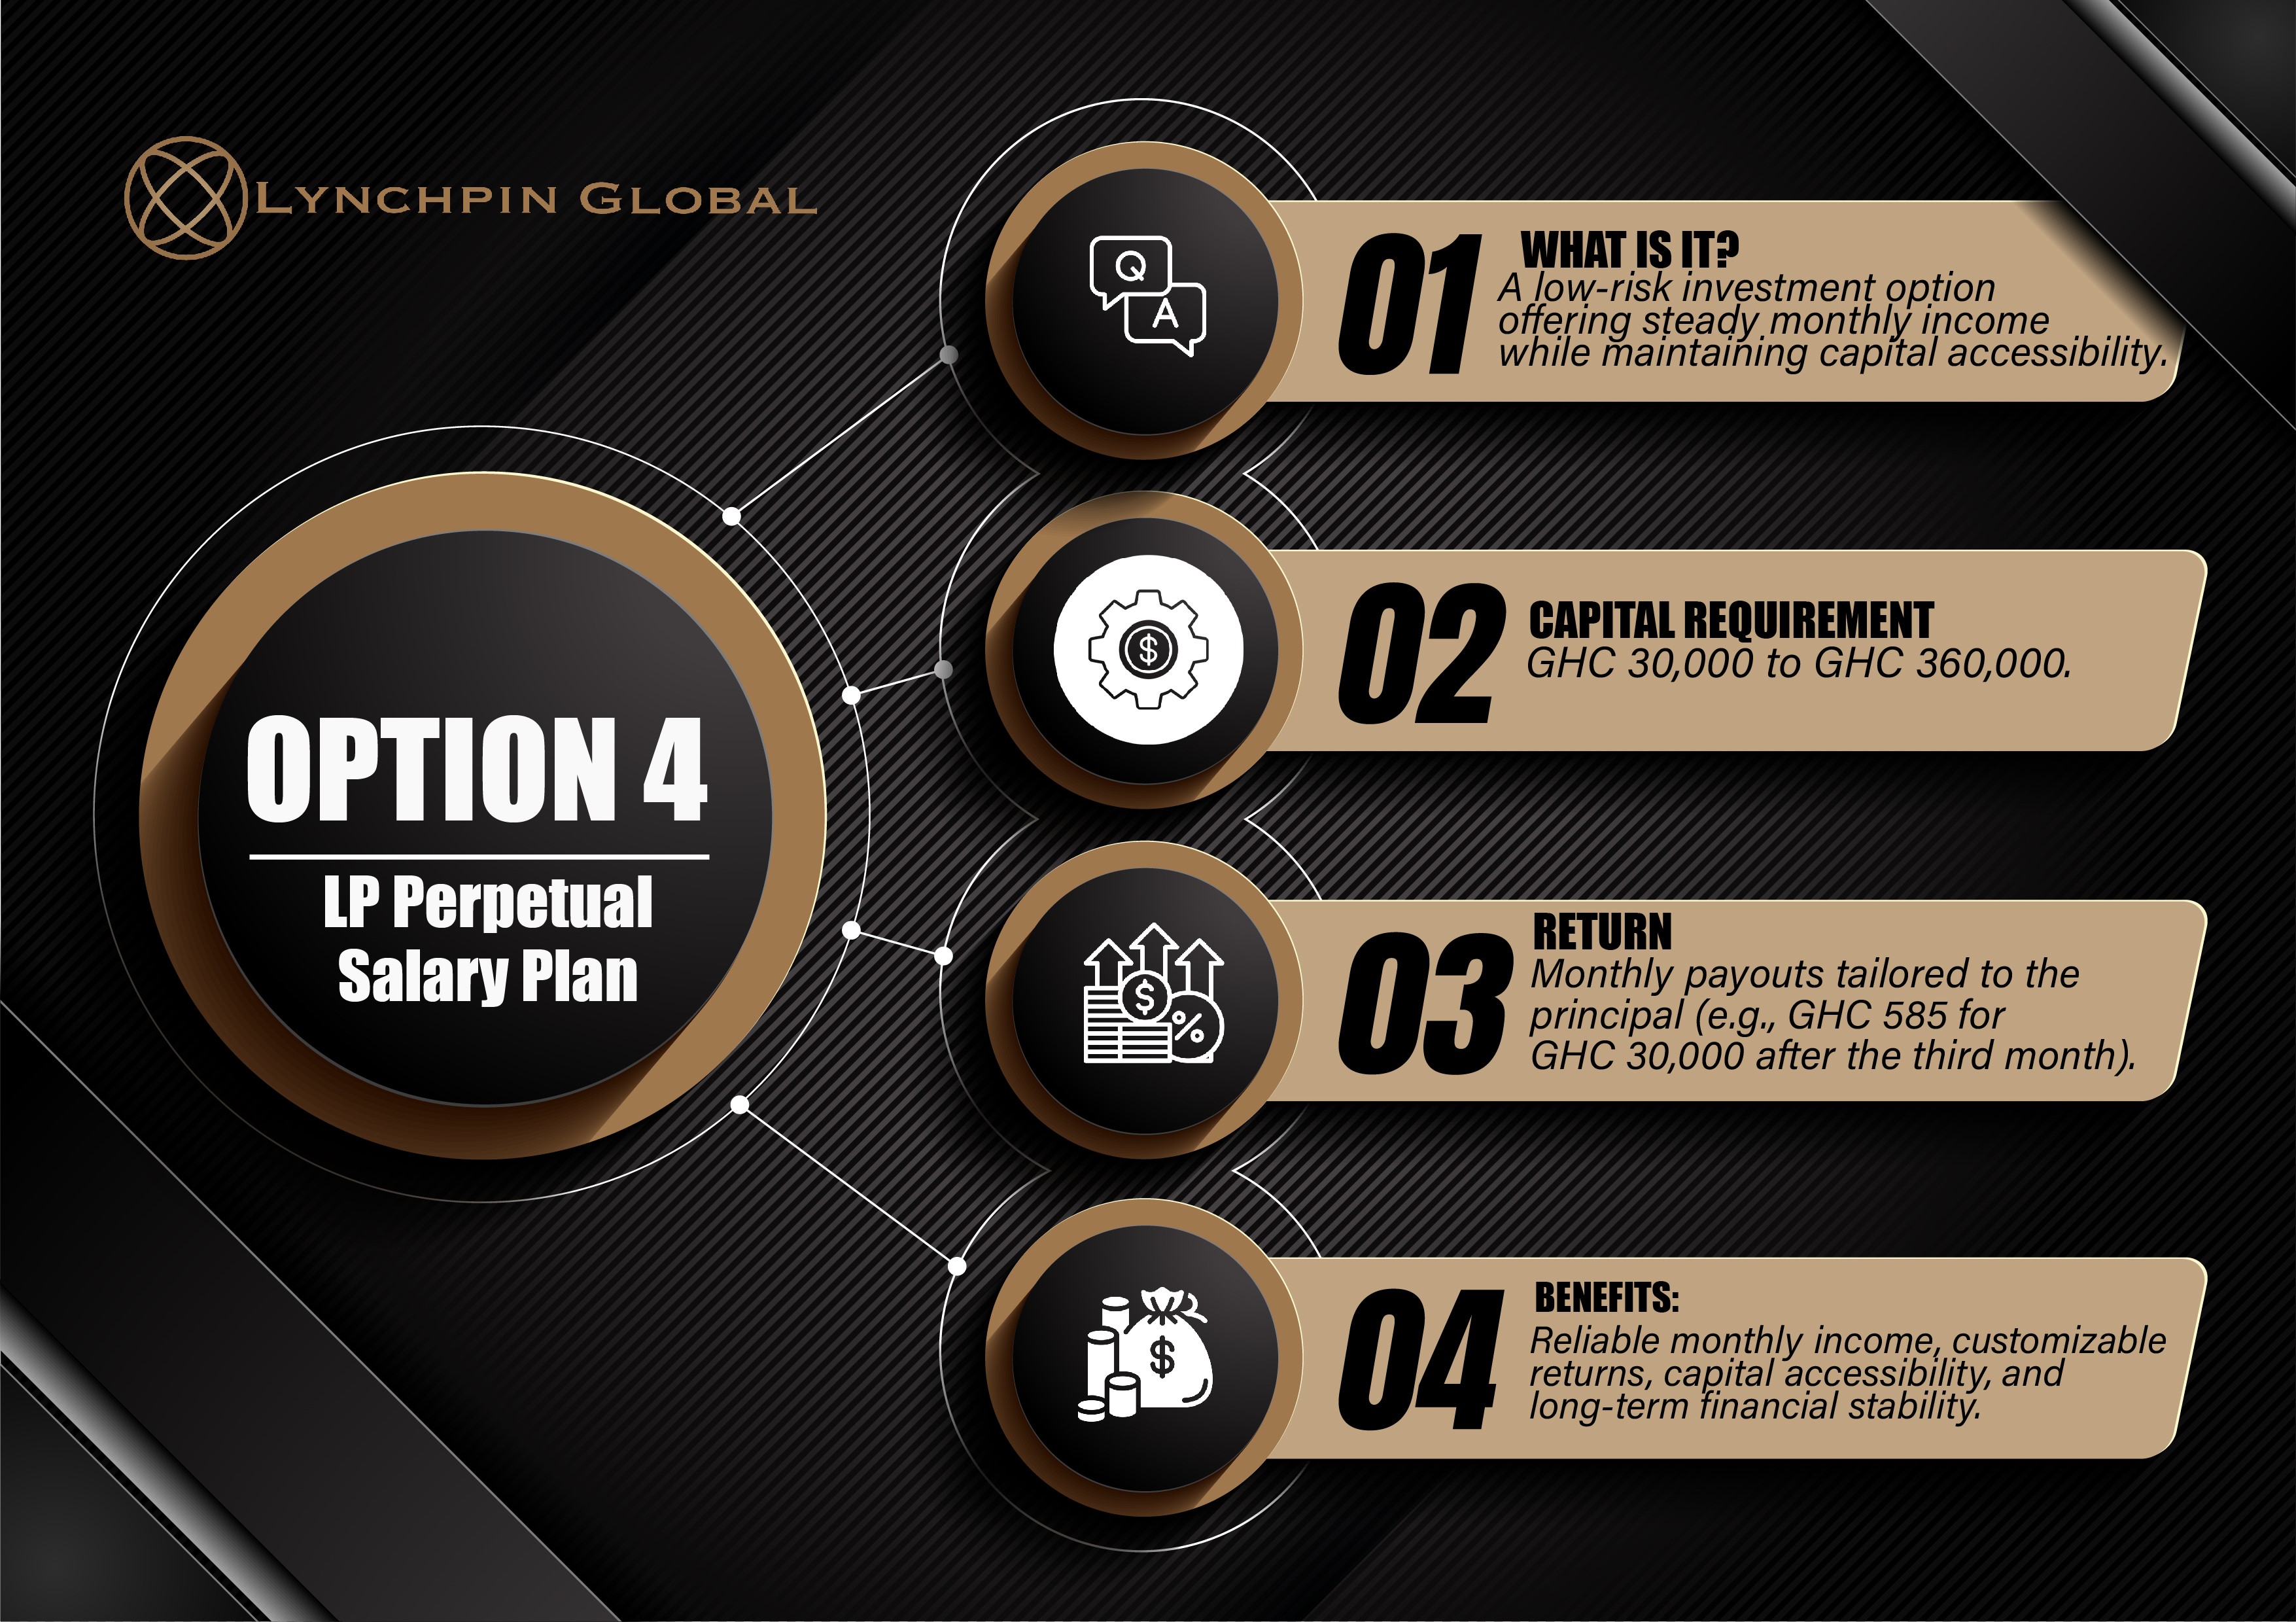 LYNCHPIN GLOBAL
OPTION 4
LP Perpetual
Salary Plan
Q
A
01
WHAT IS IT?
A low-risk investment option
offering steady monthly income
while maintaining capital accessibility.
$
02
CAPITAL REQUIREMENT
GHC 30,000 to GHC 360,000.
$
%
03
RETURN
Monthly payouts tailored to the
principal (e.g., GHC 585 for
GHC 30,000 after the third month).
$
04
BENEFITS:
Reliable monthly income, customizable
returns, capital accessibility, and
long-term financial stability.